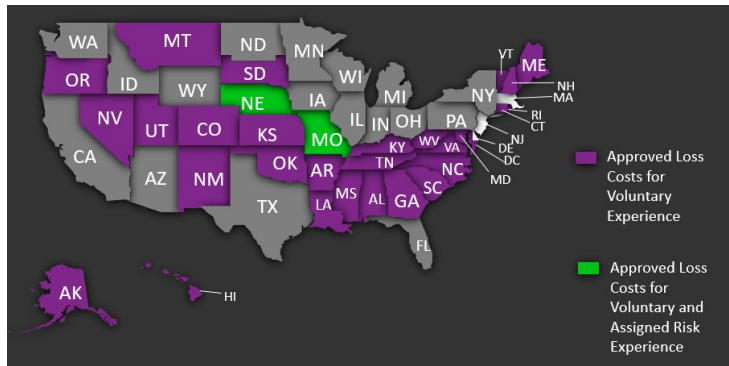 WA
MT
ND
MN
VT
ME
OR
ID
SD
WI
NH
MA
WY
MI
NY
NE
IA
RI
CT
NV
UT
CO
KS
MO
IL
IN
OH
PA
NJ
DE
DC
MD
CA
AZ
NM
OK
AR
KY
WV
VA
TN
NC
SC
TX
LA
MS
AL
GA
FL
AK
HI
Approved Loss
Costs for
Voluntary
Experience
Approved Loss
Costs for
Voluntary and
Assigned Risk
Experience